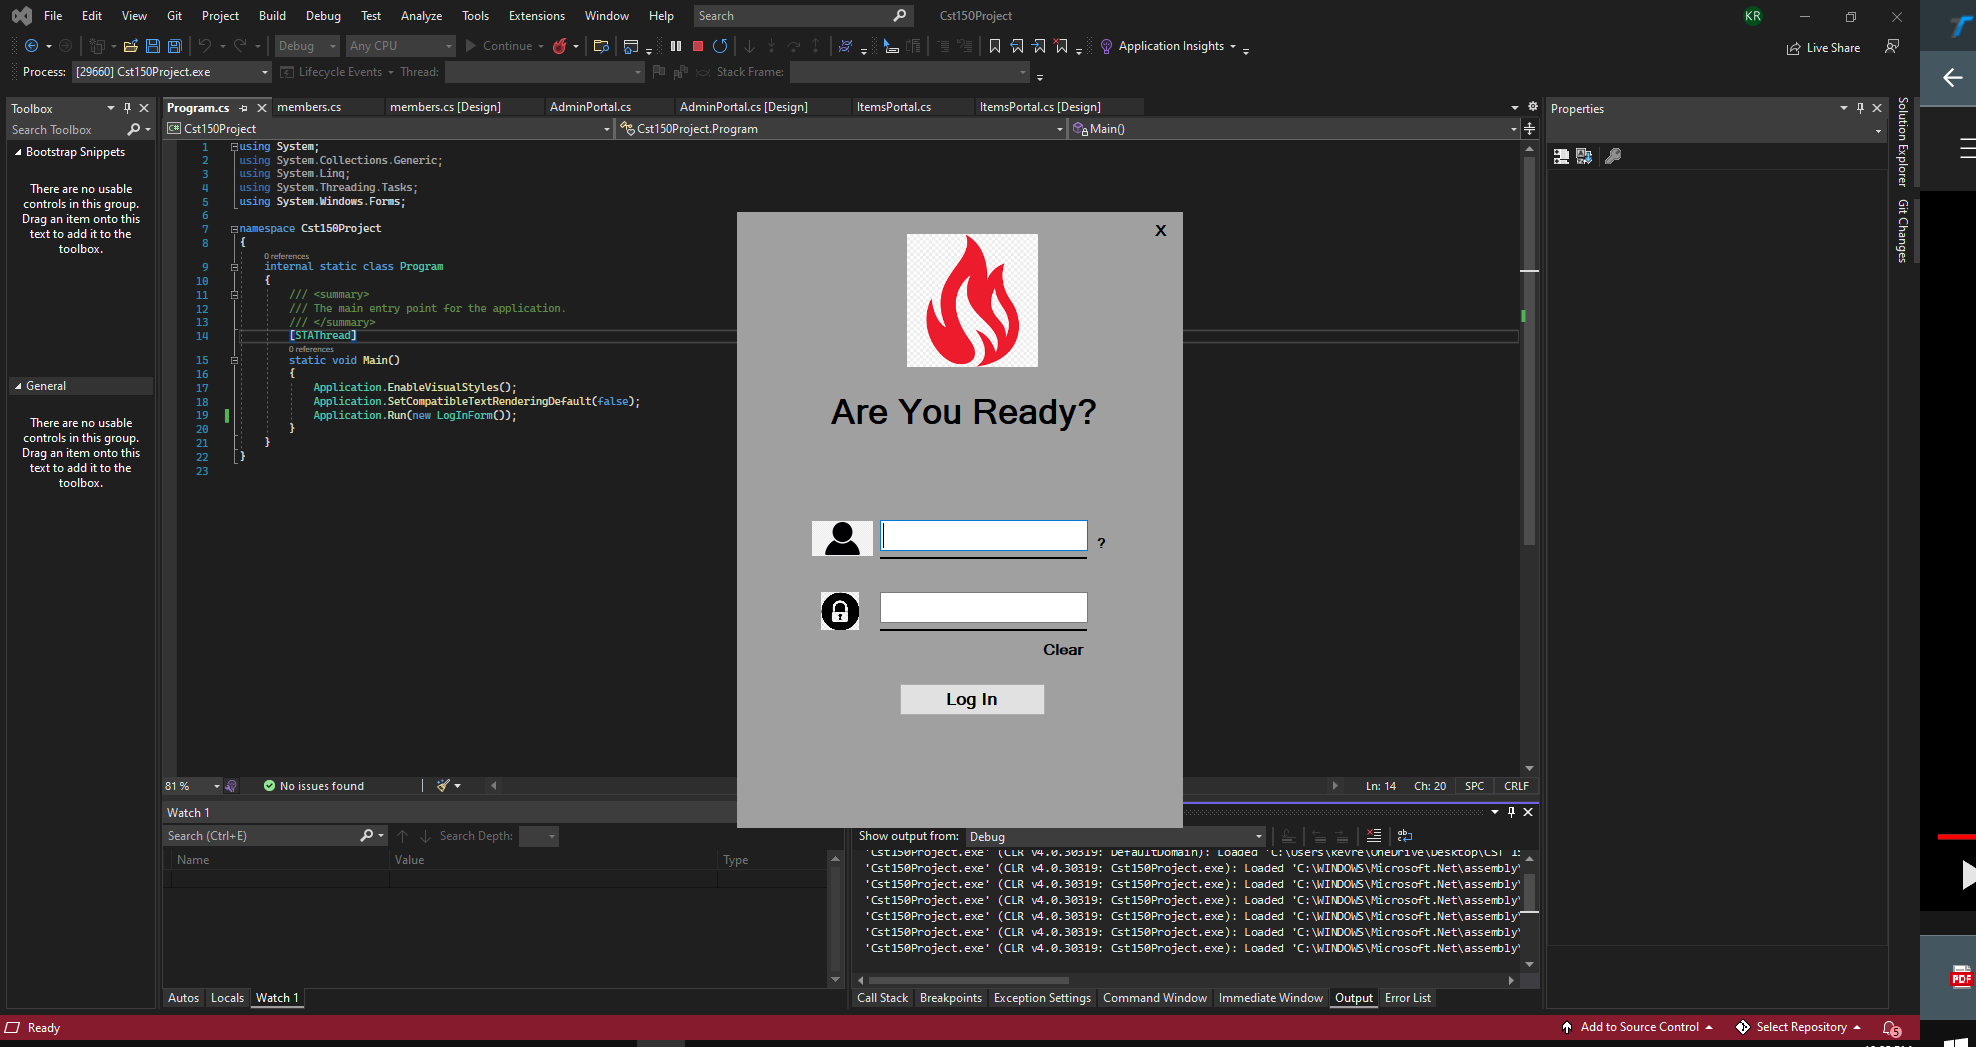 File Edit View Git Project Build Debug Test Analyze Tools Extensions Window Help Search Cst150Project KR
Debug Any CPU Continue Application Insights Live Share
Process: [29660] Cst150Project.exe Lifecycle Events Thread: Stack Frame:
Toolbox
Search Toolbox
Bootstrap Snippets
There are no usable
controls in this group.
Drag an item onto this
text to add it to the
toolbox.
General
There are no usable
controls in this group.
Drag an item onto this
text to add it to the
toolbox.
Program.cs members.cs members.cs [Design] AdminPortal.cs AdminPortal.cs [Design] ItemsPortal.cs ItemsPortal.cs [Design]
C# Cst150Project Cst150Project.Program Main()
1 using System;
2 using System.Collections.Generic;
3 using System.Linq;
4 using System.Threading.Tasks;
5 using System.Windows.Forms;
6
7 namespace Cst150Project
8 {
0 references
9 internal static class Program
10 {
11 /// <summary>
12 /// The main entry point for the application.
13 /// </summary>
14 [STAThread]
0 references
15 static void Main()
16 {
17 Application.EnableVisualStyles();
18 Application.SetCompatibleTextRenderingDefault(false);
19 Application.Run(new LogInForm());
20 }
21 }
22 }
23
X
Are You Ready?
?
Clear
Log In
81 % No issues found Ln: 14 Ch: 20 SPC CRLF
Watch 1
Search (Ctrl+E) Search Depth:
Name Value Type
Autos Locals Watch 1
Show output from: Debug
'Cst150Project.exe' (CLR v4.0.30319: DefaultDomain): Loaded 'C:\Users\kevre\OneDrive\Desktop\CST 15
'Cst150Project.exe' (CLR v4.0.30319: Cst150Project.exe): Loaded 'C:\WINDOWS\Microsoft.Net\assembly\
'Cst150Project.exe' (CLR v4.0.30319: Cst150Project.exe): Loaded 'C:\WINDOWS\Microsoft.Net\assembly\
'Cst150Project.exe' (CLR v4.0.30319: Cst150Project.exe): Loaded 'C:\WINDOWS\Microsoft.Net\assembly\
'Cst150Project.exe' (CLR v4.0.30319: Cst150Project.exe): Loaded 'C:\WINDOWS\Microsoft.Net\assembly\
'Cst150Project.exe' (CLR v4.0.30319: Cst150Project.exe): Loaded 'C:\WINDOWS\Microsoft.Net\assembly\
'Cst150Project.exe' (CLR v4.0.30319: Cst150Project.exe): Loaded 'C:\WINDOWS\Microsoft.Net\assembly\
Call Stack Breakpoints Exception Settings Command Window Immediate Window Output Error List
Properties
Solution Explorer
Git Changes
PDF
Ready Add to Source Control Select Repository 5